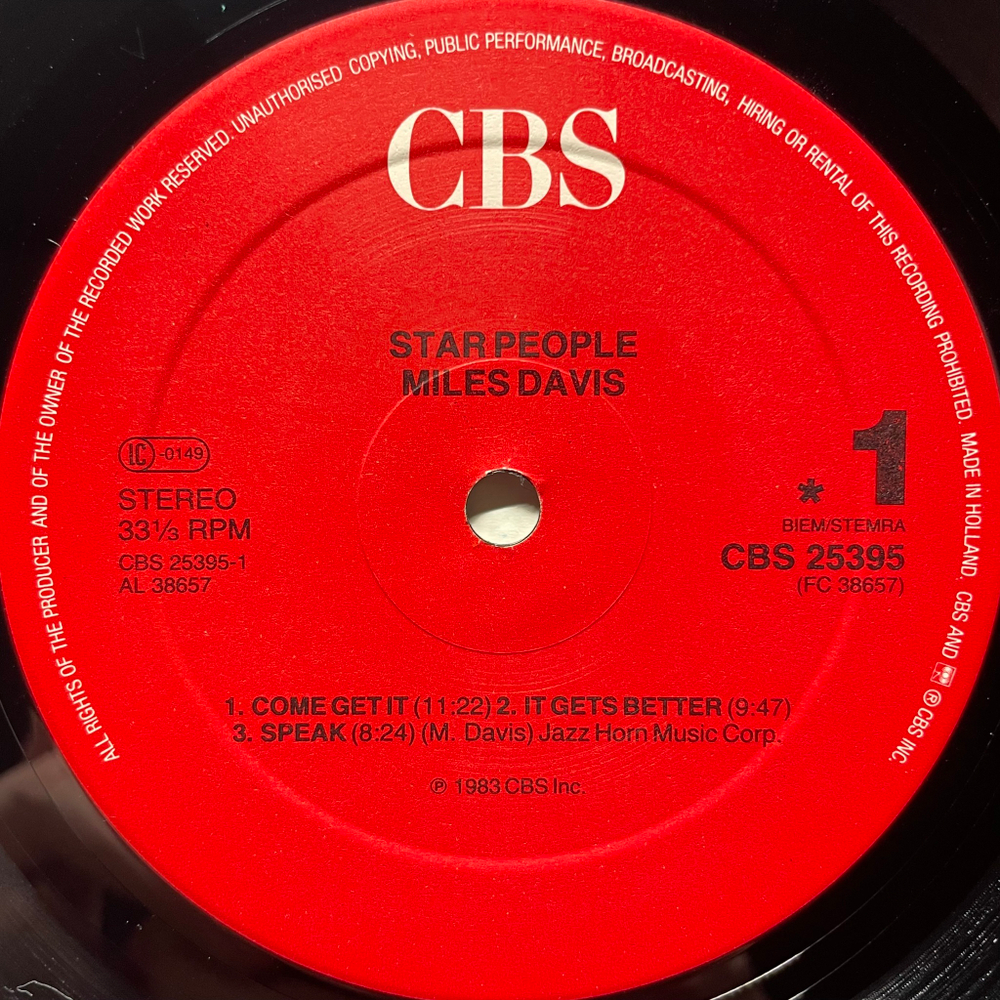 ALL RIGHTS OF THE PRODUCER AND OF THE OWNER OF THE RECORDED WORK RESERVED. UNAUTHORISED COPYING, PUBLIC PERFORMANCE, BROADCASTING, HIRING OR RENTAL OF THIS RECORDING PROHIBITED. MADE IN HOLLAND. CBS AND ℗ CBS INC.
CBS
STAR PEOPLE
MILES DAVIS
LC -0149
STEREO
33⅓ RPM
CBS 25395-1
AL 38657
1
*
BIEM/STEMRA
CBS 25395
(FC 38657)
1. COME GET IT (11:22) 2. IT GETS BETTER (9:47)
3. SPEAK (8:24) (M. Davis) Jazz Horn Music Corp.
℗ 1983 CBS Inc.